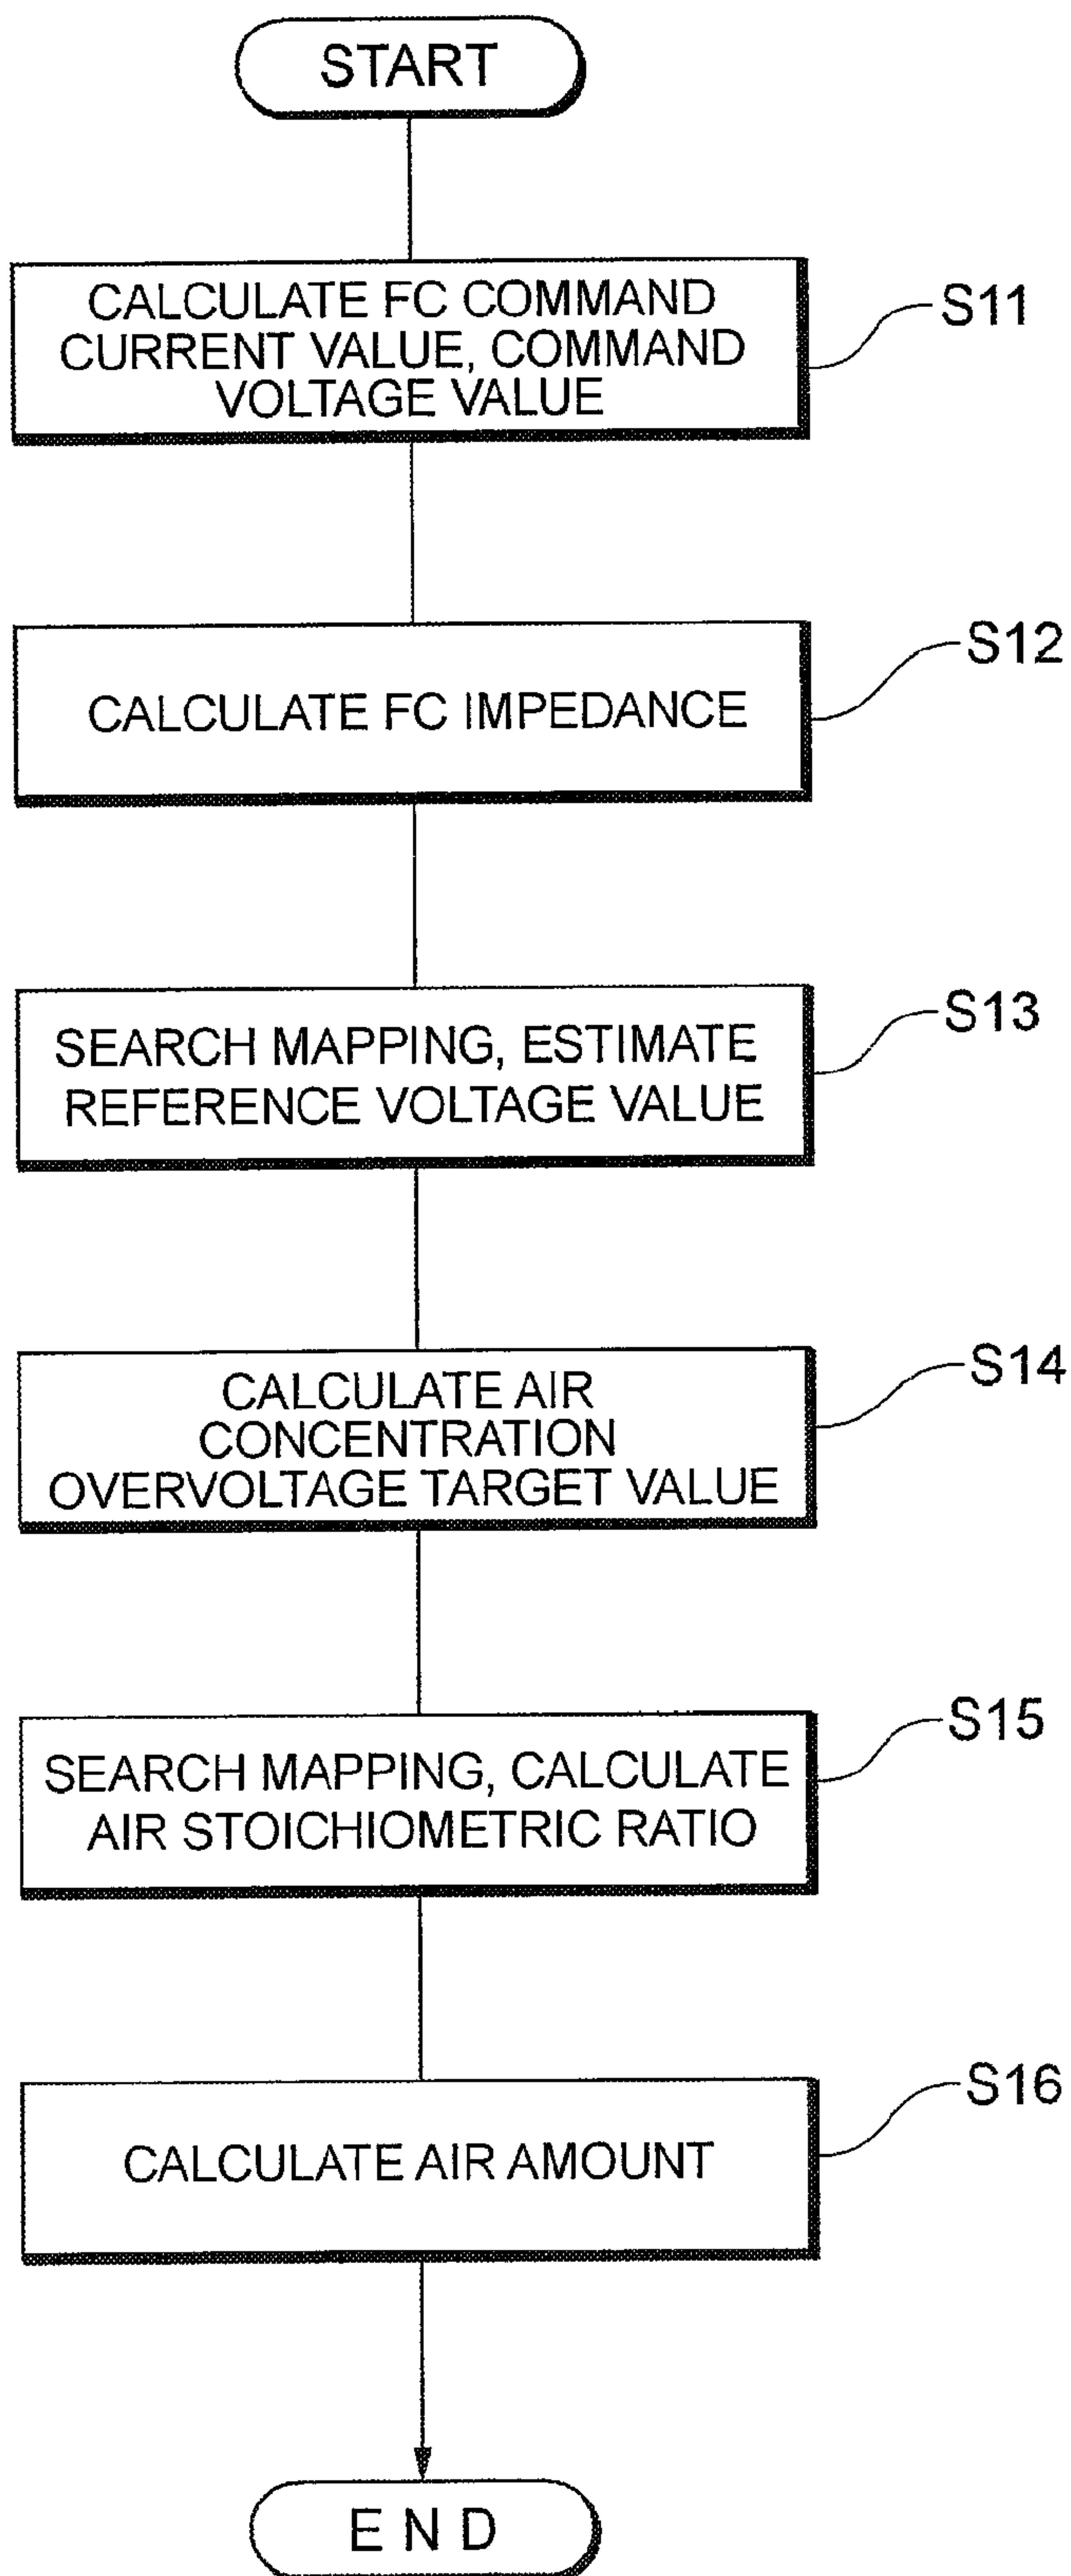 START
CALCULATE FC COMMAND
CURRENT VALUE, COMMAND
VOLTAGE VALUE
S11
CALCULATE FC IMPEDANCE
S12
SEARCH MAPPING, ESTIMATE
REFERENCE VOLTAGE VALUE
S13
CALCULATE AIR
CONCENTRATION
OVERVOLTAGE TARGET VALUE
S14
SEARCH MAPPING, CALCULATE
AIR STOICHIOMETRIC RATIO
S15
CALCULATE AIR AMOUNT
S16
END